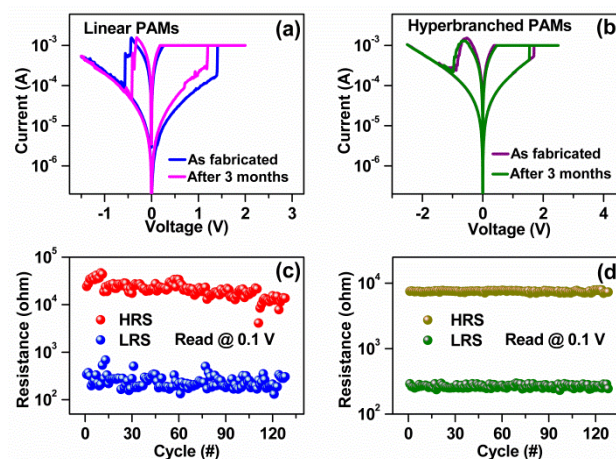 Linear PAMs (a)
10⁻³
10⁻⁴
10⁻⁵
10⁻⁶
Current (A)
As fabricated
After 3 months
-1 0 1 2 3
Voltage (V)
Hyperbranched PAMs (b)
10⁻³
10⁻⁴
10⁻⁵
10⁻⁶
Current (A)
As fabricated
After 3 months
-2 0 2 4
Voltage (V)
(c)
10⁵
10⁴
10³
10²
Resistance (ohm)
HRS
LRS Read @ 0.1 V
0 30 60 90 120
Cycle (#)
(d)
10⁴
10³
10²
Resistance (ohm)
HRS
LRS Read @ 0.1 V
0 30 60 90 120
Cycle (#)